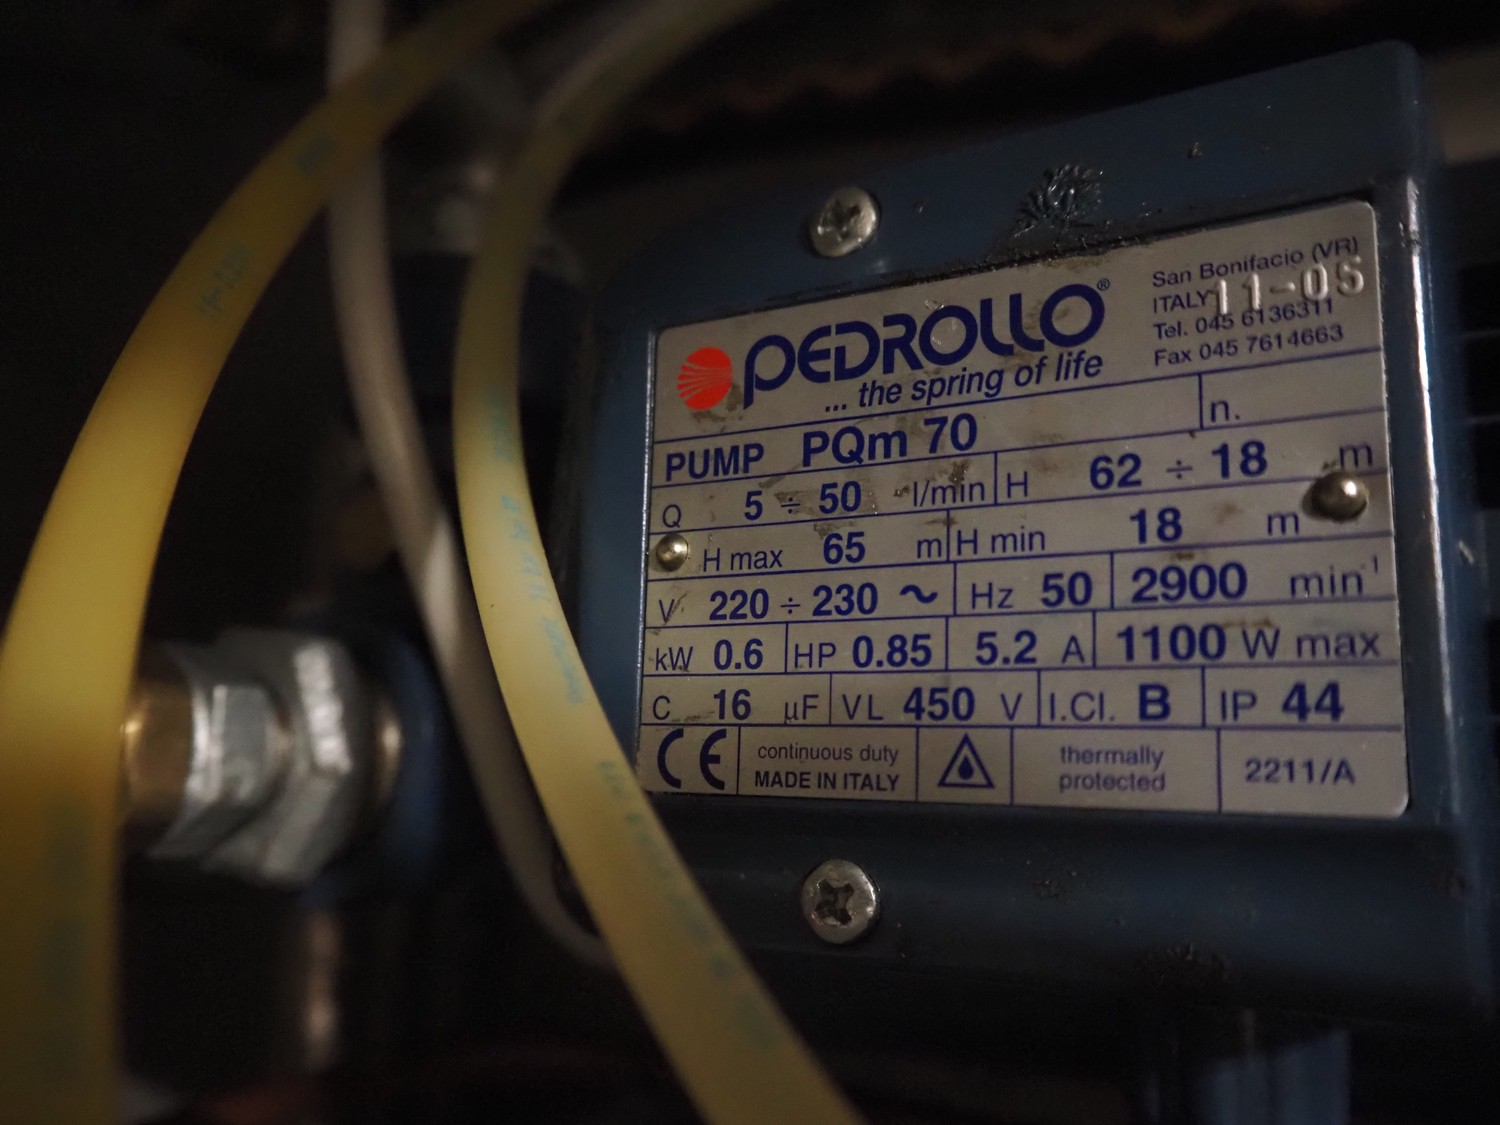 PEDROLLO®
... the spring of life
San Bonifacio (VR)
ITALY 11-05
Tel. 045 6136311
Fax 045 7614663
PUMP PQm 70 n.
Q 5 ÷ 50 l/min H 62 ÷ 18 m
H max 65 m H min 18 m
V 220 ÷ 230 ~ Hz 50 2900 min-1
kW 0.6 HP 0.85 5.2 A 1100 W max
C 16 µF VL 450 V I.Cl. B IP 44
CE continuous duty
MADE IN ITALY
thermally
protected
2211/A